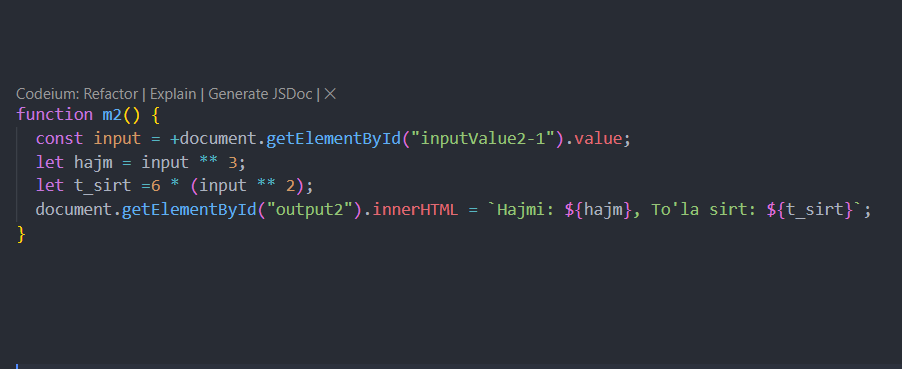 Codeium: Refactor | Explain | Generate JSDoc | ✕
function m2() {
  const input = +document.getElementById("inputValue2-1").value;
  let hajm = input ** 3;
  let t_sirt =6 * (input ** 2);
  document.getElementById("output2").innerHTML = `Hajmi: ${hajm}, To'la sirt: ${t_sirt}`;
}